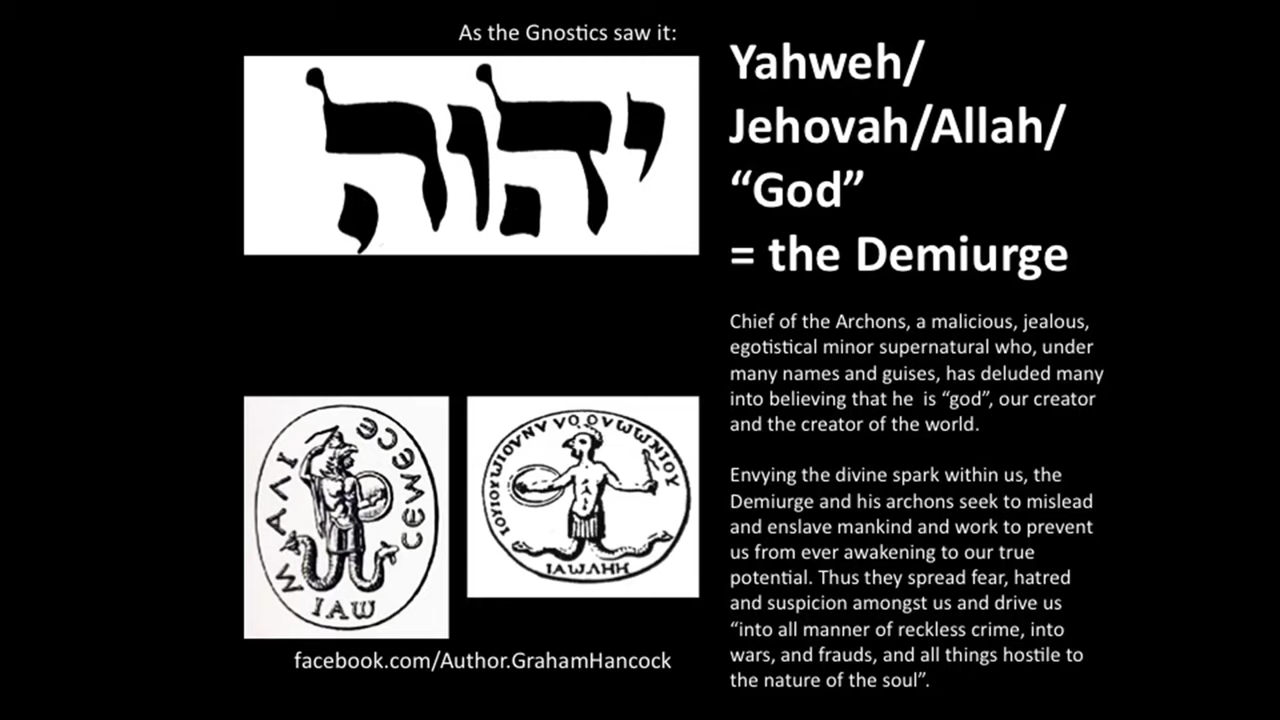 As the Gnostics saw it:
יהוה
Yahweh/
Jehovah/Allah/
“God”
= the Demiurge
Chief of the Archons, a malicious, jealous,
egotistical minor supernatural who, under
many names and guises, has deluded many
into believing that he is “god”, our creator
and the creator of the world.
Envying the divine spark within us, the
Demiurge and his archons seek to mislead
and enslave mankind and work to prevent
us from ever awakening to our true
potential. Thus they spread fear, hatred
and suspicion amongst us and drive us
“into all manner of reckless crime, into
wars, and frauds, and all things hostile to
the nature of the soul”.
ΙΑω
facebook.com/Author.GrahamHancock